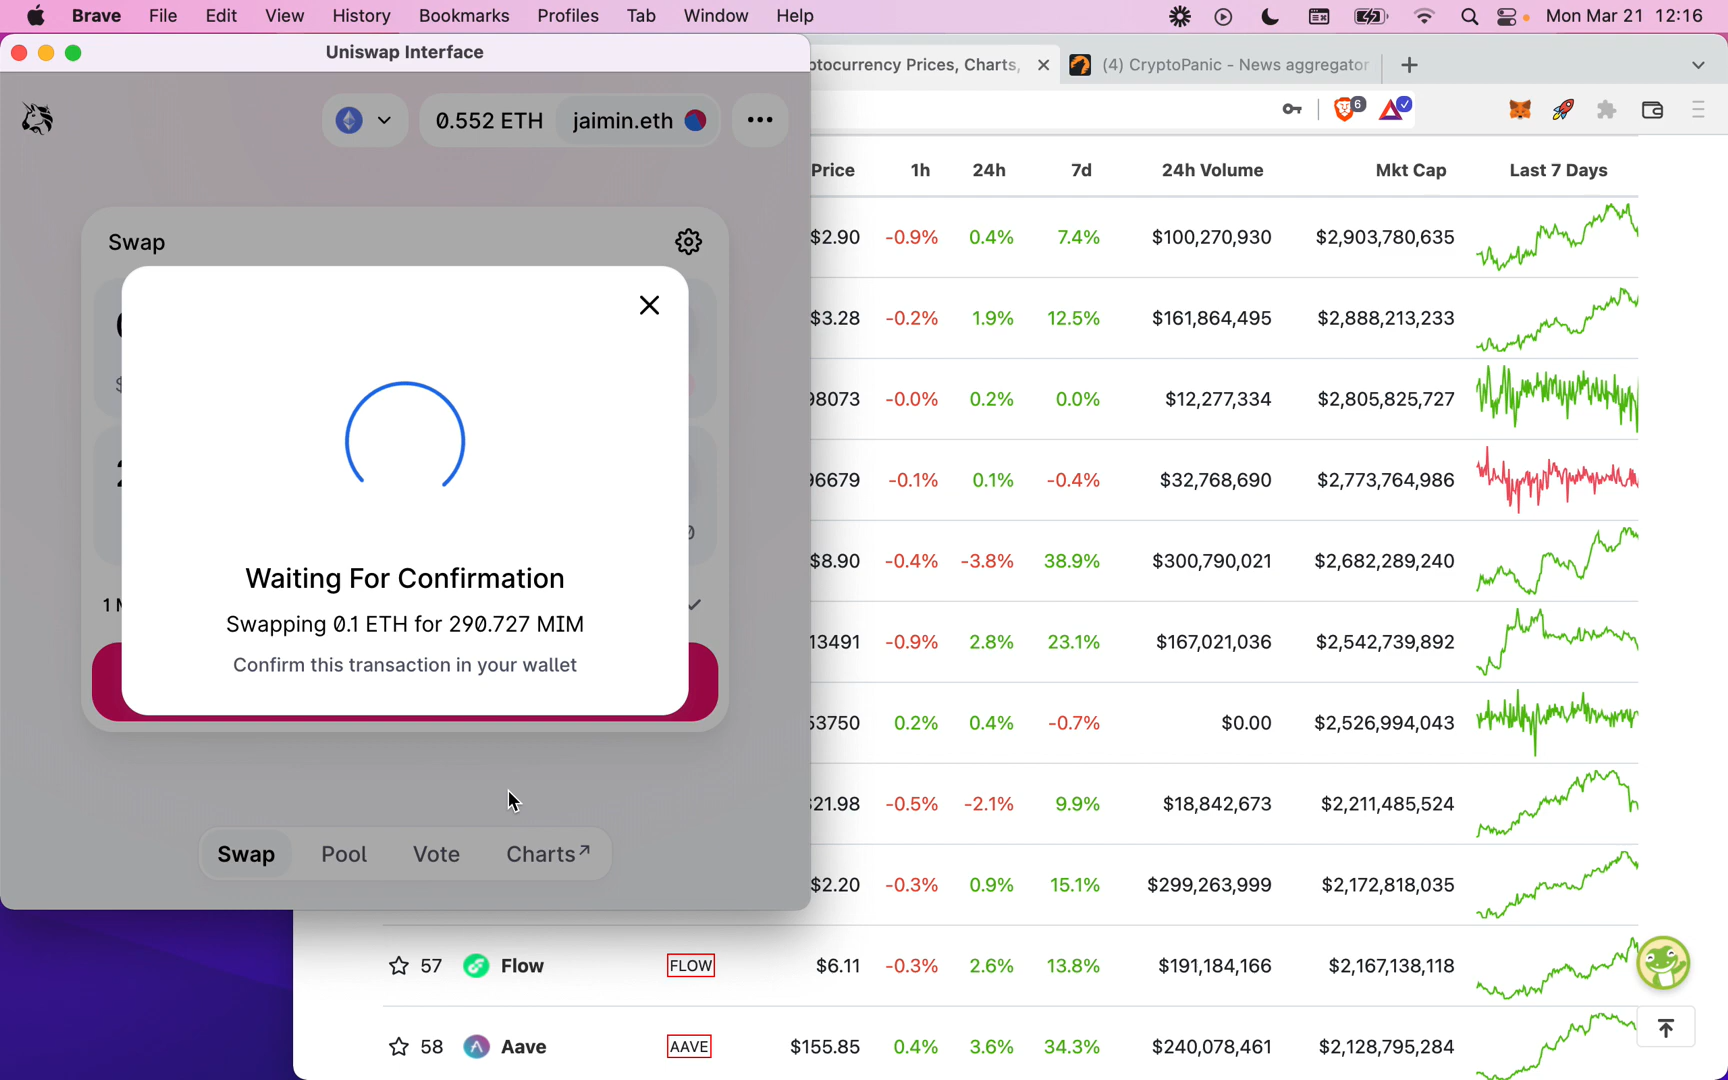 Brave File Edit View History Bookmarks Profiles Tab Window Help Mon Mar 21 12:16
Uniswap Interface
tocurrency Prices, Charts,
(4) CryptoPanic - News aggregator
0.552 ETH jaimin.eth
6
Swap
Waiting For Confirmation
Swapping 0.1 ETH for 290.727 MIM
Confirm this transaction in your wallet
Swap Pool Vote Charts↗
Price 1h 24h 7d 24h Volume Mkt Cap Last 7 Days
$2.90 -0.9% 0.4% 7.4% $100,270,930 $2,903,780,635
$3.28 -0.2% 1.9% 12.5% $161,864,495 $2,888,213,233
98073 -0.0% 0.2% 0.0% $12,277,334 $2,805,825,727
96679 -0.1% 0.1% -0.4% $32,768,690 $2,773,764,986
$8.90 -0.4% -3.8% 38.9% $300,790,021 $2,682,289,240
13491 -0.9% 2.8% 23.1% $167,021,036 $2,542,739,892
53750 0.2% 0.4% -0.7% $0.00 $2,526,994,043
21.98 -0.5% -2.1% 9.9% $18,842,673 $2,211,485,524
$2.20 -0.3% 0.9% 15.1% $299,263,999 $2,172,818,035
57 Flow FLOW $6.11 -0.3% 2.6% 13.8% $191,184,166 $2,167,138,118
58 Aave AAVE $155.85 0.4% 3.6% 34.3% $240,078,461 $2,128,795,284